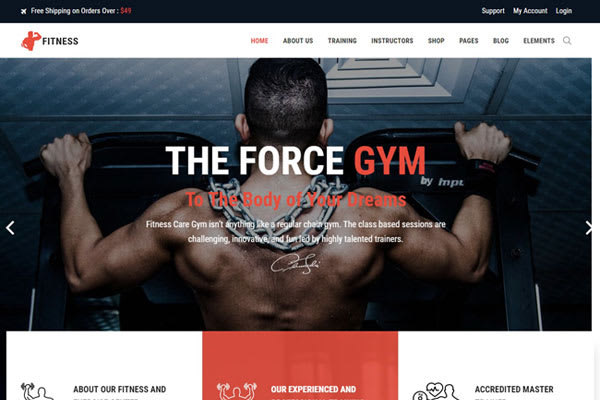 Free Shipping on Orders Over : $49
Support My Account Login
FITNESS
HOME ABOUT US TRAINING INSTRUCTORS SHOP PAGES BLOG ELEMENTS
THE FORCE GYM
by Impu
To The Body of Your Dreams
Fitness Care Gym isn't anything like a regular chain gym. The class based sessions are
challenging, innovative, and fun led by highly talented trainers.
ABOUT OUR FITNESS AND
OUR EXPERIENCED AND
ACCREDITED MASTER